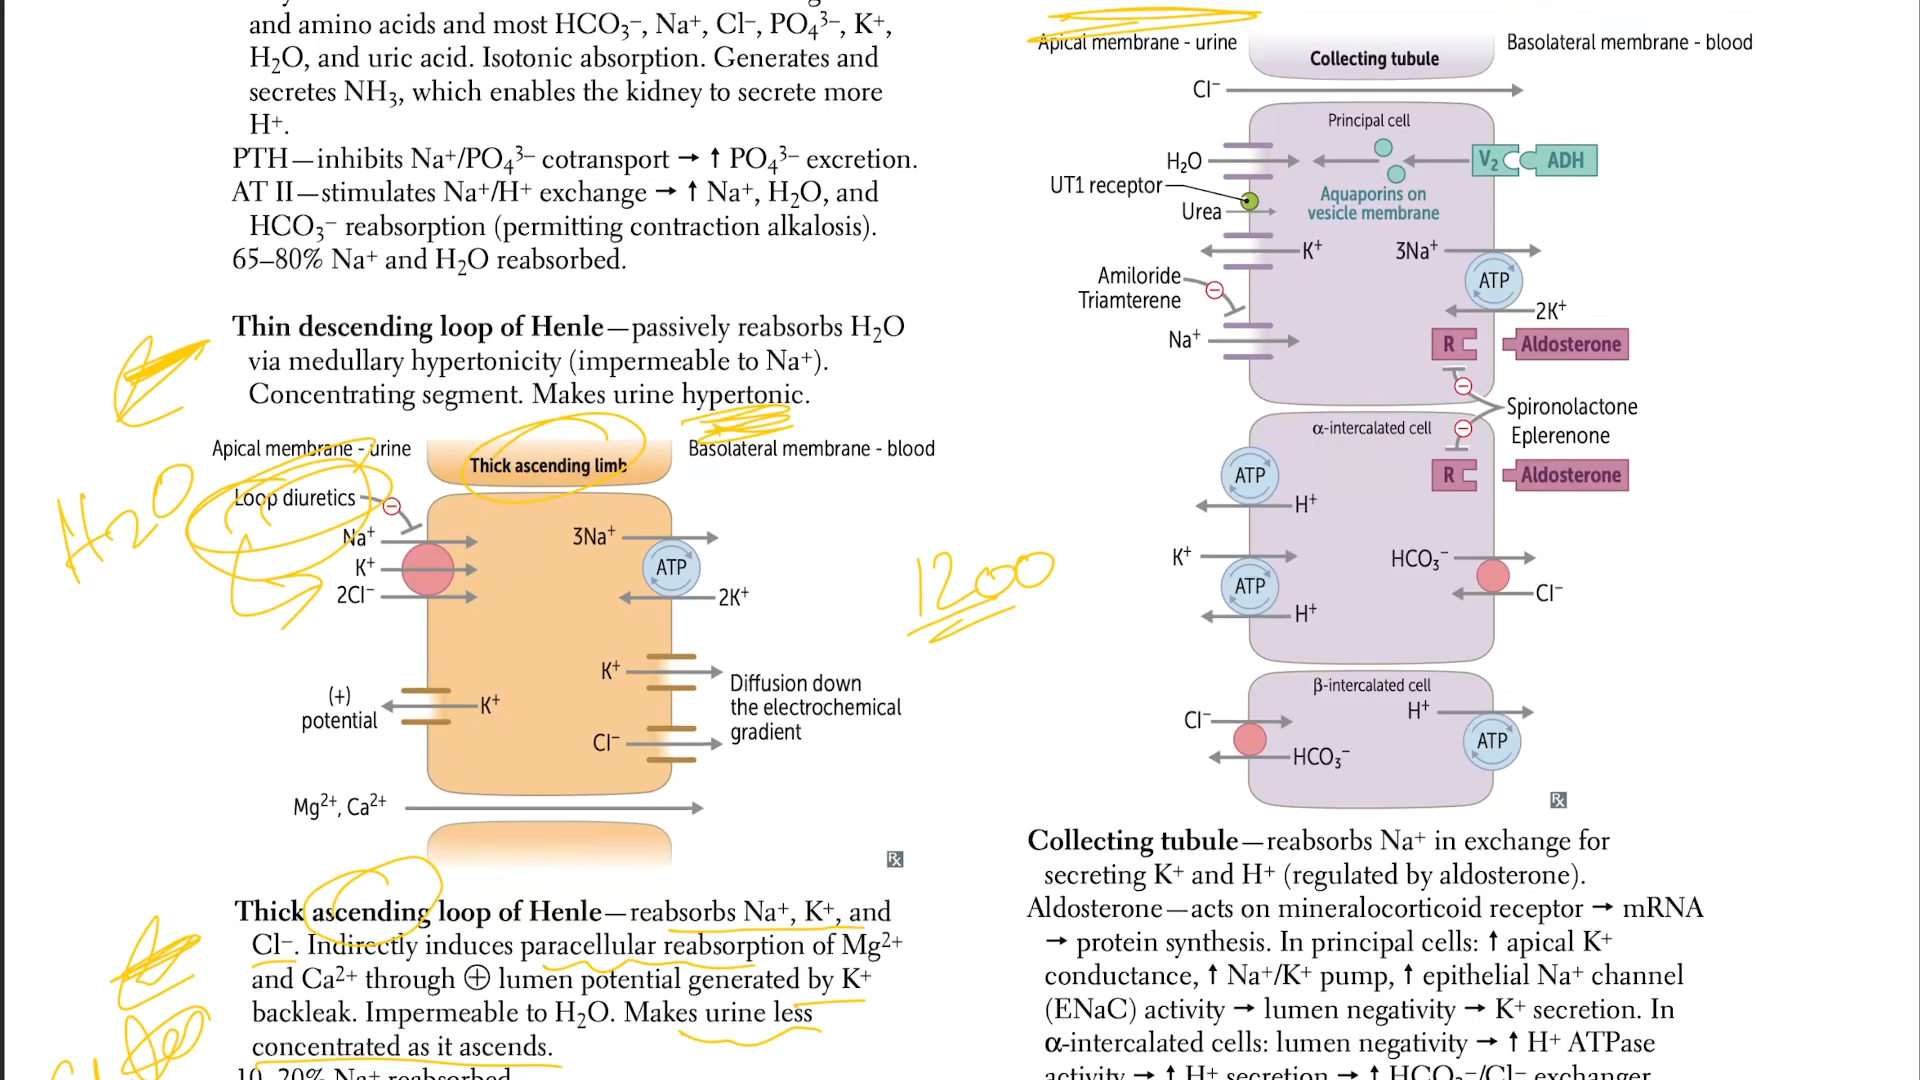 and amino acids and most HCO₃⁻, Na⁺, Cl⁻, PO₄³⁻, K⁺,
H₂O, and uric acid. Isotonic absorption. Generates and
secretes NH₃, which enables the kidney to secrete more
H⁺.
PTH—inhibits Na⁺/PO₄³⁻ cotransport → ↑ PO₄³⁻ excretion.
AT II—stimulates Na⁺/H⁺ exchange → ↑ Na⁺, H₂O, and
HCO₃⁻ reabsorption (permitting contraction alkalosis).
65–80% Na⁺ and H₂O reabsorbed.
Thin descending loop of Henle—passively reabsorbs H₂O
via medullary hypertonicity (impermeable to Na⁺).
Concentrating segment. Makes urine hypertonic.
Apical membrane - urine
Thick ascending limb
Basolateral membrane - blood
H₂O
Loop diuretics
Na⁺
K⁺
2Cl⁻
3Na⁺
ATP
2K⁺
1200
K⁺
(+)
potential
K⁺
Cl⁻
Diffusion down
the electrochemical
gradient
Mg²⁺, Ca²⁺
Rx
Thick ascending loop of Henle—reabsorbs Na⁺, K⁺, and
Cl⁻. Indirectly induces paracellular reabsorption of Mg²⁺
and Ca²⁺ through ⊕ lumen potential generated by K⁺
backleak. Impermeable to H₂O. Makes urine less
concentrated as it ascends.
10–20% Na⁺ reabsorbed.
Apical membrane - urine
Collecting tubule
Basolateral membrane - blood
Cl⁻
Principal cell
H₂O
V₂
ADH
UT1 receptor
Aquaporins on
vesicle membrane
Urea
K⁺
3Na⁺
ATP
Amiloride
Triamterene
2K⁺
Na⁺
R
Aldosterone
Spironolactone
Eplerenone
α-intercalated cell
ATP
R
Aldosterone
H⁺
K⁺
HCO₃⁻
ATP
Cl⁻
H⁺
β-intercalated cell
Cl⁻
H⁺
ATP
HCO₃⁻
Rx
Collecting tubule—reabsorbs Na⁺ in exchange for
secreting K⁺ and H⁺ (regulated by aldosterone).
Aldosterone—acts on mineralocorticoid receptor → mRNA
→ protein synthesis. In principal cells: ↑ apical K⁺
conductance, ↑ Na⁺/K⁺ pump, ↑ epithelial Na⁺ channel
(ENaC) activity → lumen negativity → K⁺ secretion. In
α-intercalated cells: lumen negativity → ↑ H⁺ ATPase
activity → ↑ H⁺ secretion → ↑ HCO₃⁻/Cl⁻ exchanger